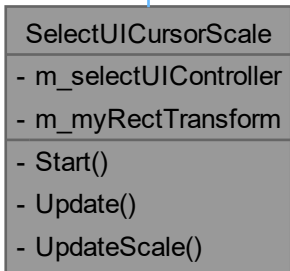 SelectUICursorScale
- m_selectUIController
- m_myRectTransform
- Start()
- Update()
- UpdateScale()